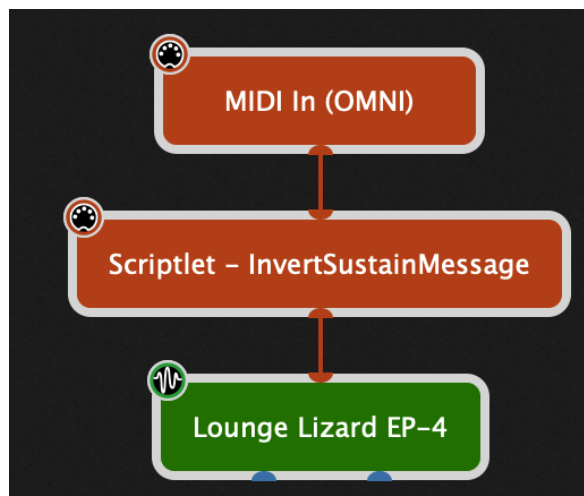 MIDI In (OMNI)
Scriptlet - InvertSustainMessage
Lounge Lizard EP-4